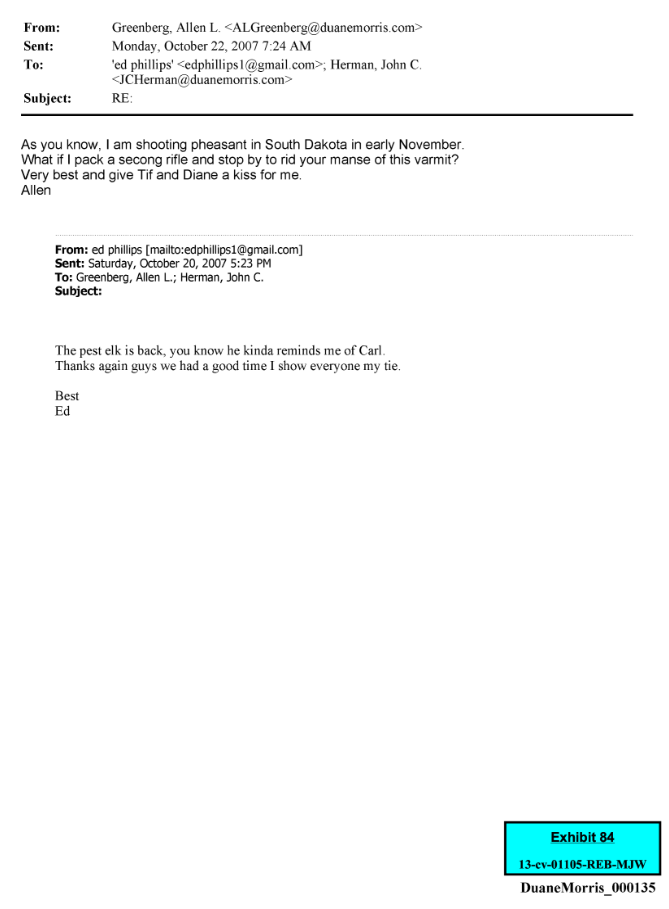 From: Greenberg, Allen L. <ALGreenberg@duanemorris.com>
Sent: Monday, October 22, 2007 7:24 AM
To: 'ed phillips' <edphillips1@gmail.com>; Herman, John C.
<JCHerman@duanemorris.com>
Subject: RE:
As you know, I am shooting pheasant in South Dakota in early November.
What if I pack a secong rifle and stop by to rid your manse of this varmit?
Very best and give Tif and Diane a kiss for me.
Allen
From: ed phillips [mailto:edphillips1@gmail.com]
Sent: Saturday, October 20, 2007 5:23 PM
To: Greenberg, Allen L.; Herman, John C.
Subject:
The pest elk is back, you know he kinda reminds me of Carl.
Thanks again guys we had a good time I show everyone my tie.
Best
Ed
Exhibit 84
13-cv-01105-REB-MJW
DuaneMorris_000135